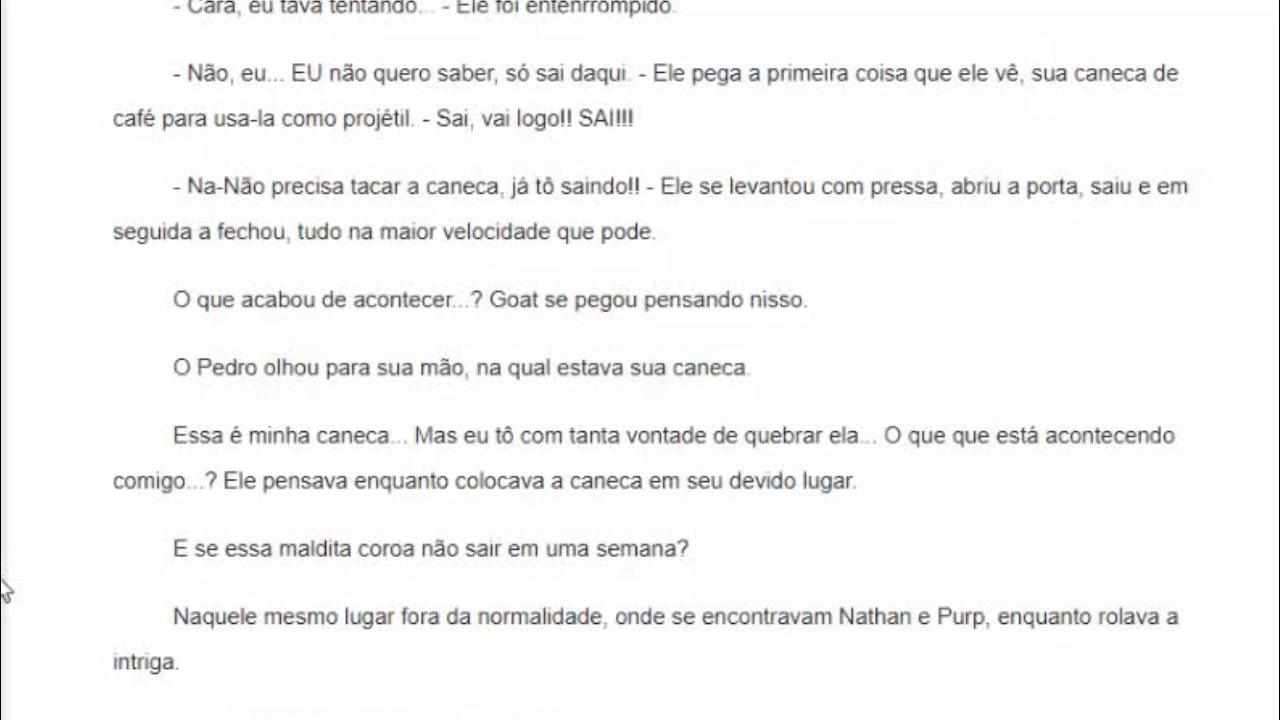 - Cara, eu tava tentando... - Ele foi entenrrompido.
- Não, eu... EU não quero saber, só sai daqui. - Ele pega a primeira coisa que ele vê, sua caneca de
café para usa-la como projétil. - Sai, vai logo!! SAI!!!
- Na-Não precisa tacar a caneca, já tô saindo!! - Ele se levantou com pressa, abriu a porta, saiu e em
seguida a fechou, tudo na maior velocidade que pode.
O que acabou de acontecer...? Goat se pegou pensando nisso.
O Pedro olhou para sua mão, na qual estava sua caneca.
Essa é minha caneca... Mas eu tô com tanta vontade de quebrar ela... O que que está acontecendo
comigo...? Ele pensava enquanto colocava a caneca em seu devido lugar.
E se essa maldita coroa não sair em uma semana?
Naquele mesmo lugar fora da normalidade, onde se encontravam Nathan e Purp, enquanto rolava a
intriga.